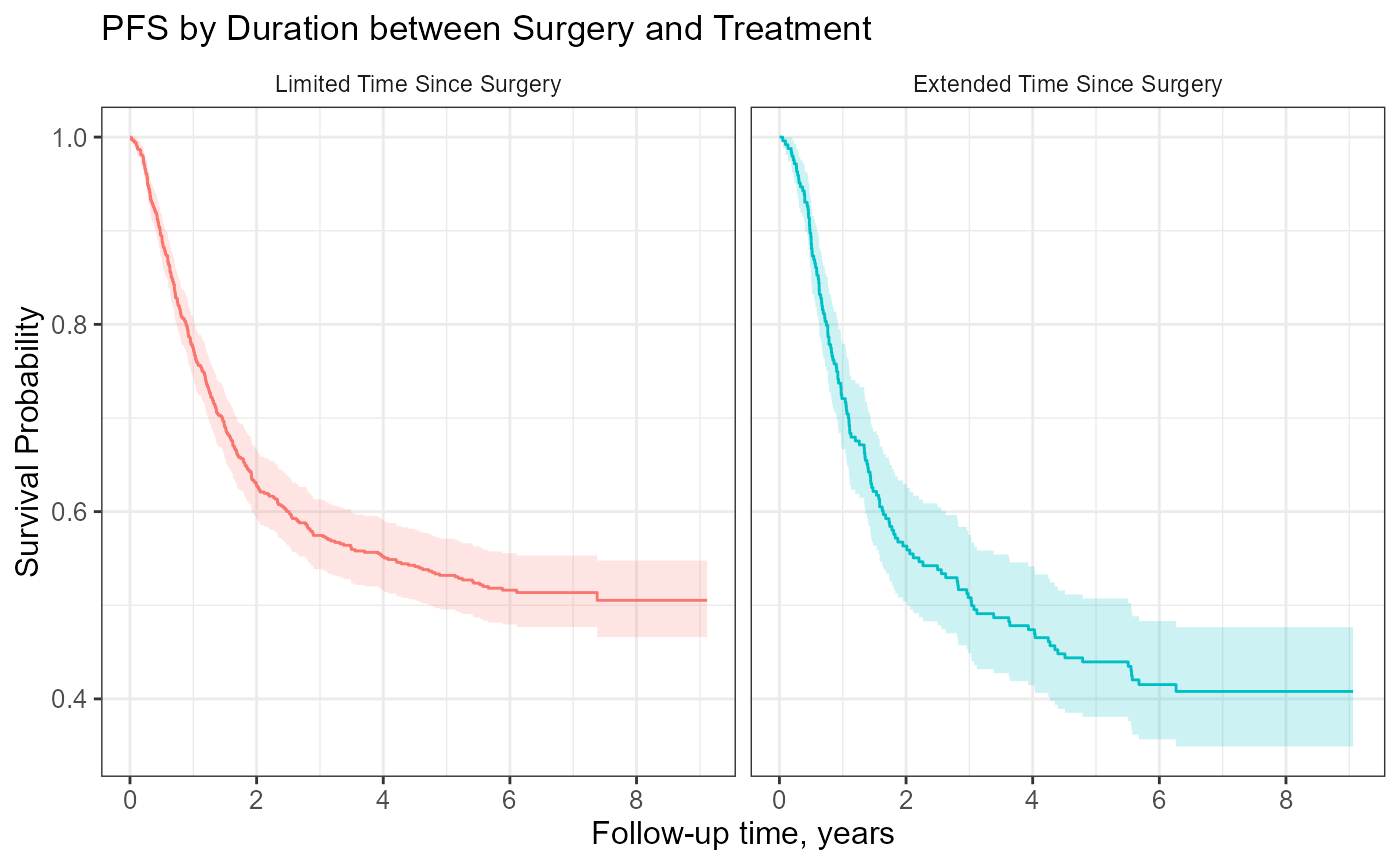 PFS by Duration between Surgery and Treatment
Limited Time Since Surgery
Extended Time Since Surgery
Survival Probability
1.0
0.8
0.6
0.4
0 2 4 6 8
0 2 4 6 8
Follow-up time, years